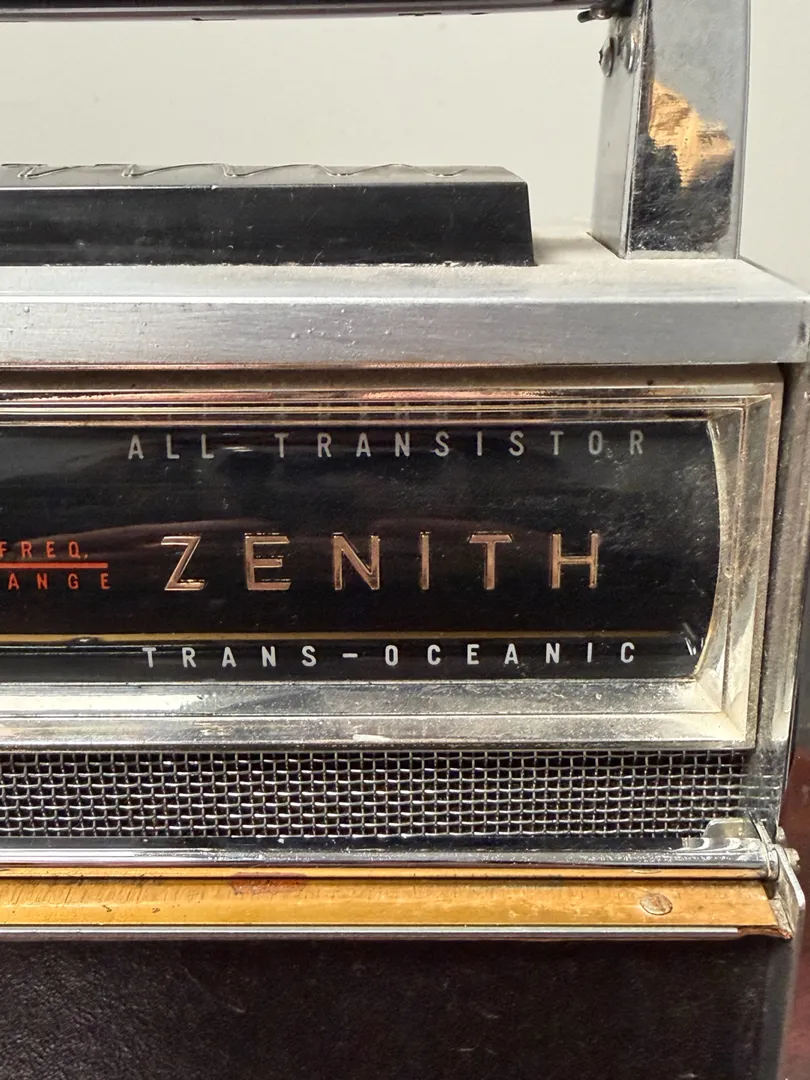 ALL TRANSISTOR
FREQ.
ANGE
ZENITH
TRANS-OCEANIC